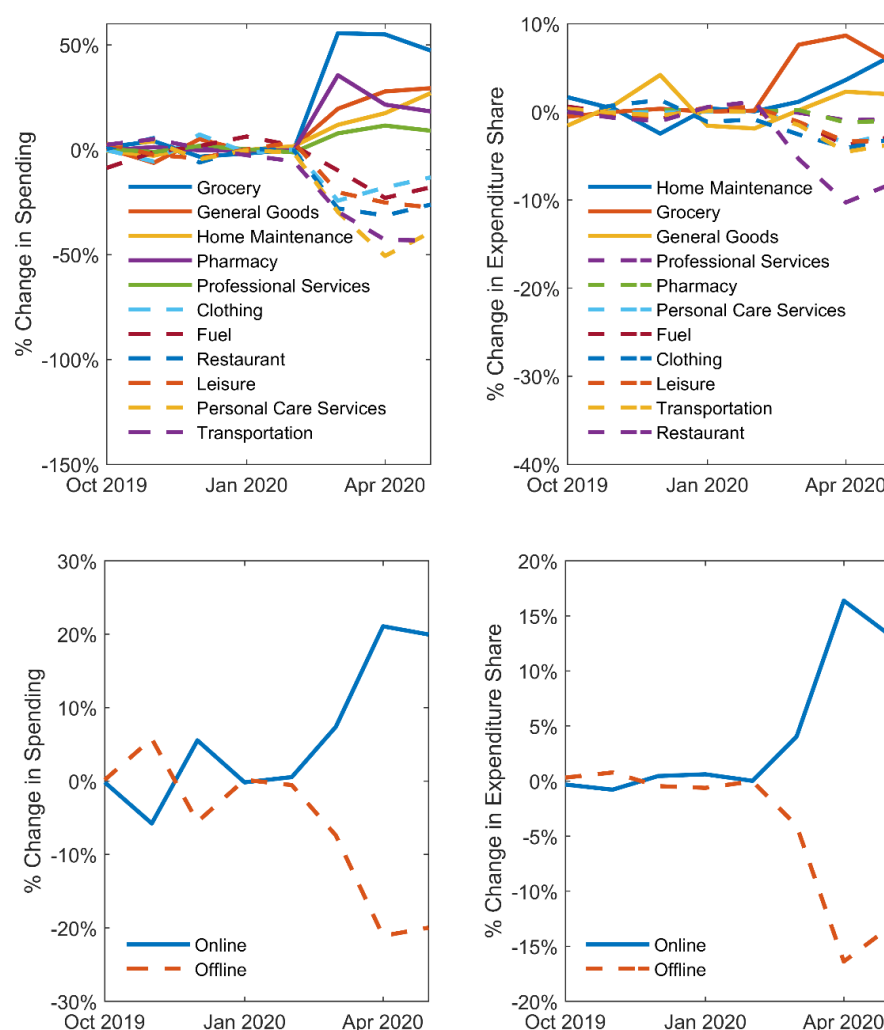 50%
0%
-50%
-100%
-150%
% Change in Spending
Grocery
General Goods
Home Maintenance
Pharmacy
Professional Services
Clothing
Fuel
Restaurant
Leisure
Personal Care Services
Transportation
Oct 2019 Jan 2020 Apr 2020
10%
0%
-10%
-20%
-30%
-40%
% Change in Expenditure Share
Home Maintenance
Grocery
General Goods
Professional Services
Pharmacy
Personal Care Services
Fuel
Clothing
Leisure
Transportation
Restaurant
Oct 2019 Jan 2020 Apr 2020
30%
20%
10%
0%
-10%
-20%
-30%
% Change in Spending
Online
Offline
Oct 2019 Jan 2020 Apr 2020
20%
15%
10%
5%
0%
-5%
-10%
-15%
-20%
% Change in Expenditure Share
Online
Offline
Oct 2019 Jan 2020 Apr 2020